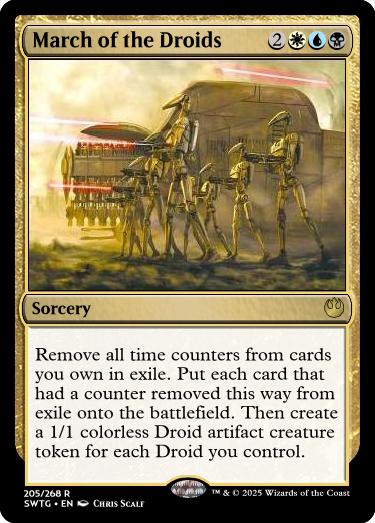 March of the Droids 2
Sorcery
Remove all time counters from cards
you own in exile. Put each card that
had a counter removed this way from
exile onto the battlefield. Then create
a 1/1 colorless Droid artifact creature
token for each Droid you control.
205/268 R
SWTG • EN Chris Scalf ™ & © 2025 Wizards of the Coast